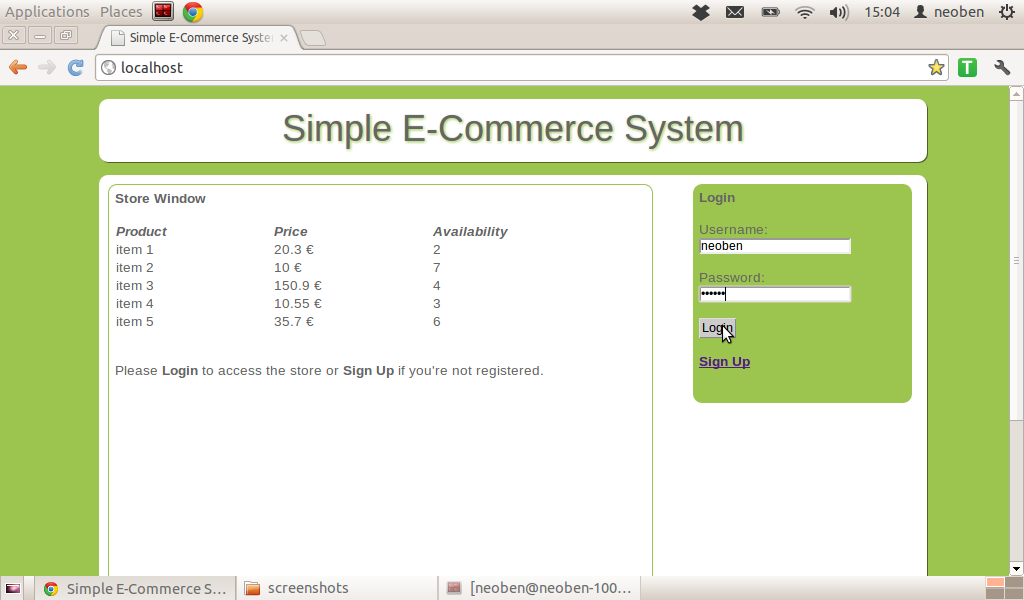 Applications Places 15:04 neoben
Simple E-Commerce Syste
localhost T
Simple E-Commerce System
Store Window
Product Price Availability
item 1 20.3 € 2
item 2 10 € 7
item 3 150.9 € 4
item 4 10.55 € 3
item 5 35.7 € 6
Please Login to access the store or Sign Up if you're not registered.
Login
Username:
neoben
Password:
••••••
Login
Sign Up
Simple E-Commerce S... screenshots [neoben@neoben-100...